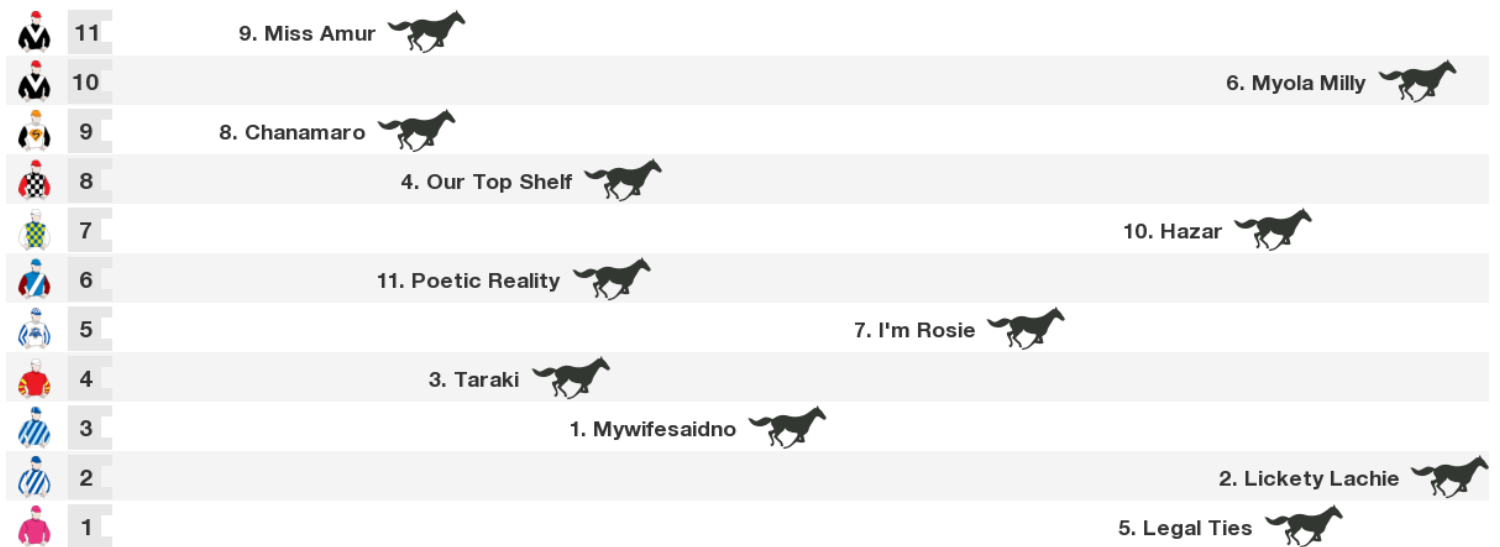 11 9. Miss Amur
10 6. Myola Milly
9 8. Chanamaro
8 4. Our Top Shelf
7 10. Hazar
6 11. Poetic Reality
5 7. I'm Rosie
4 3. Taraki
3 1. Mywifesaidno
2 2. Lickety Lachie
1 5. Legal Ties